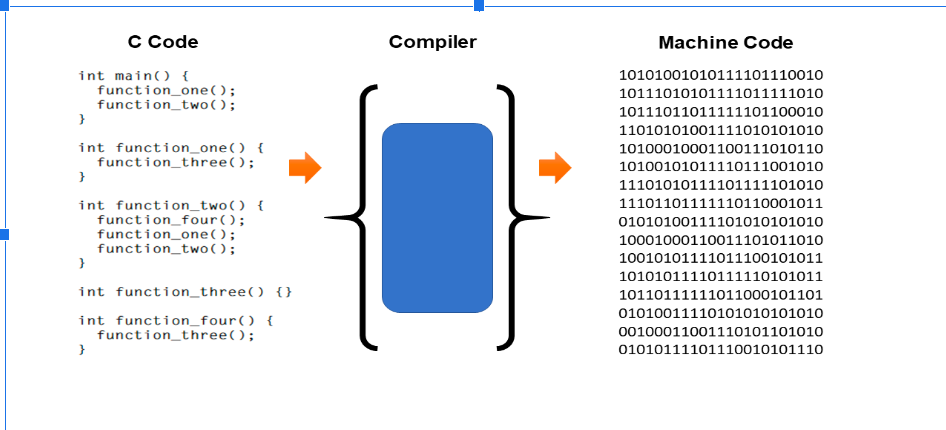 C Code
int main() {
  function_one();
  function_two();
}
int function_one() {
  function_three();
}
int function_two() {
  function_four();
  function_one();
  function_two();
}
int function_three() {}
int function_four() {
  function_three();
}
Compiler
Machine Code
10101001010111101110010
10111010101111011111010
10111011011111101100010
11010101001111010101010
10100010001100111010110
10100101011110111001010
11101010111101111101010
111011011111110110001011
01010100111101010101010
10001000110011101011010
10010101111011100101011
10101011110111110101011
10110111111011000101101
01010011110101010101010
00100011001110101101010
01010111101110010101110